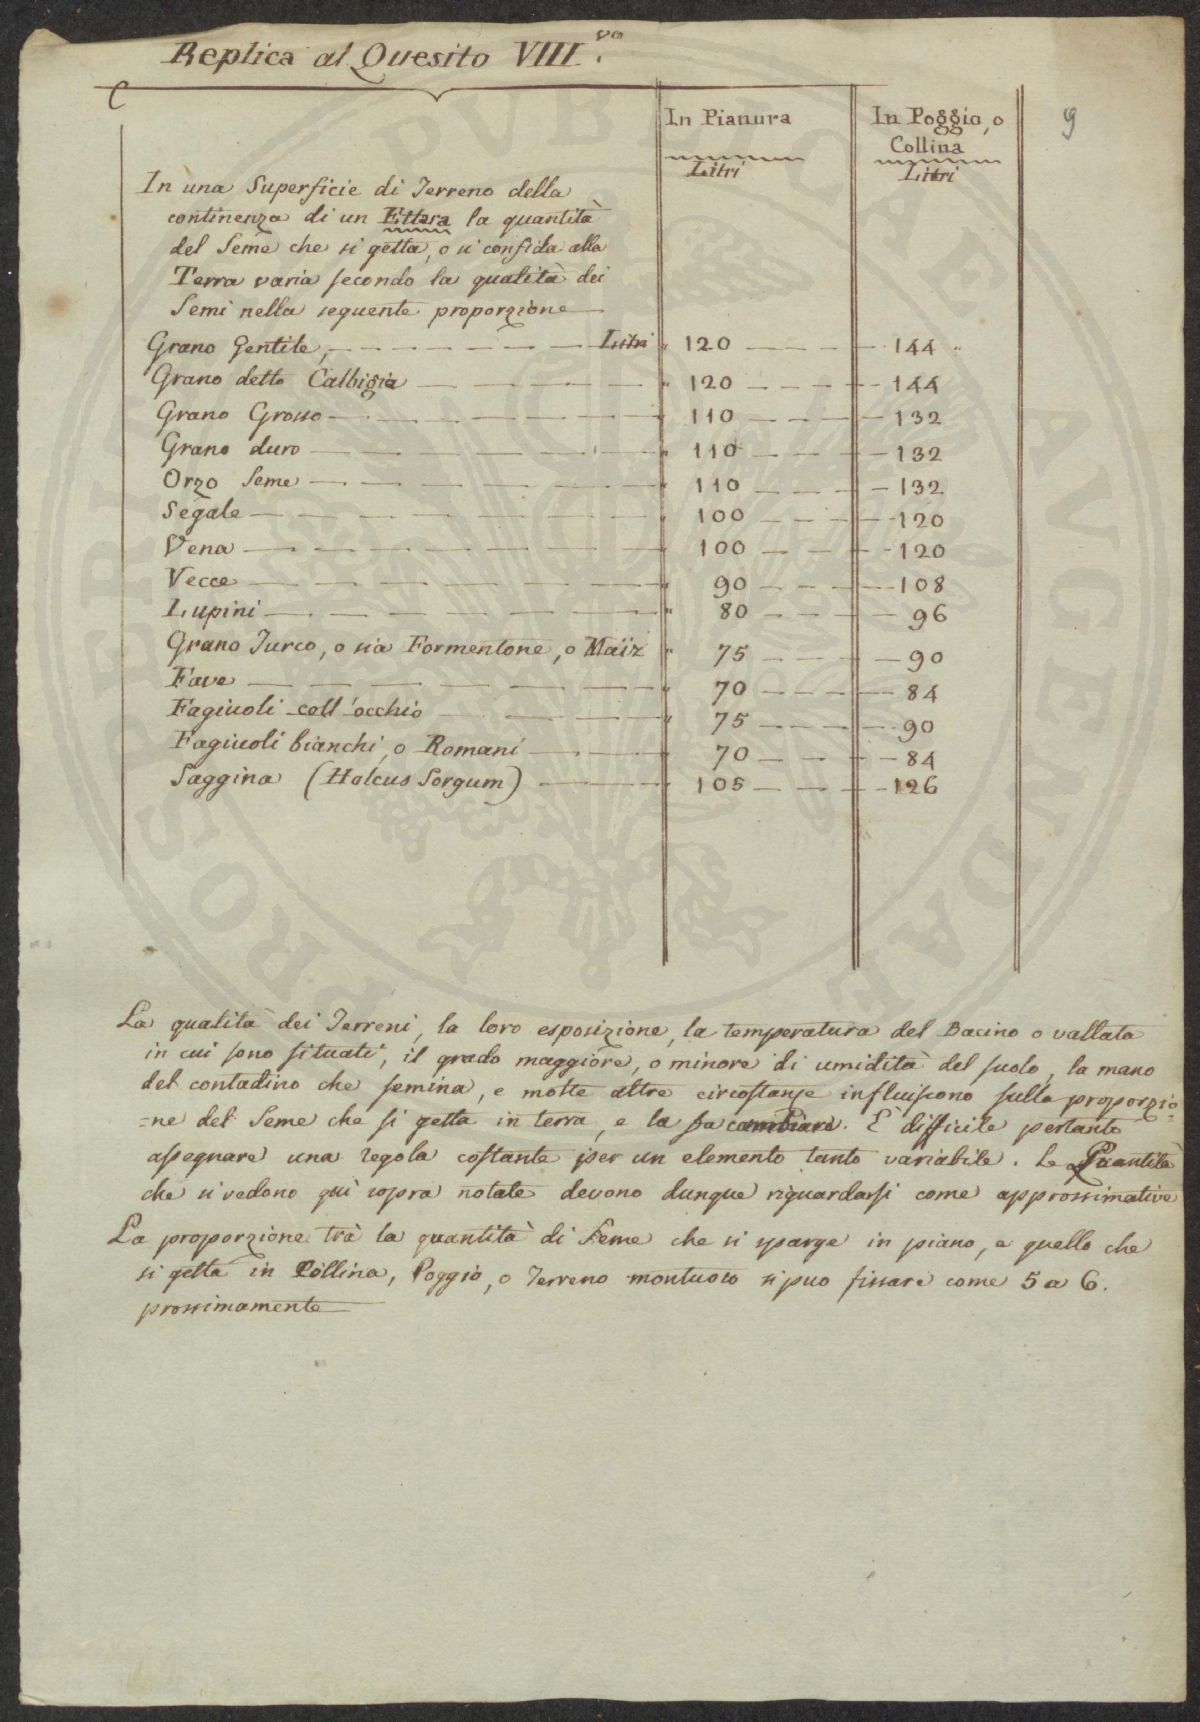 Replica al Quesito VIII.vo
C
In Pianura
In Poggio, o
Collina
9
Litri
Litri
In una Superficie di Terreno della
continenza di un Ettara la quantità
del Seme che si getta, o si confida alla
Terra varia secondo la qualità dei
Semi nella seguente proporzione
Grano Gentile, Litri " 120 144 "
Grano detto Calbigia " 120 144
Grano Grosso " 110 132
Grano duro " 110 132
Orzo Seme " 110 132
Segale " 100 120
Vena " 100 120
Vecce " 90 108
Lupini " 80 96
Grano Turco, o sia Formentone, o Maïz " 75 90
Fave " 70 84
Fagiuoli coll'occhio " 75 90
Fagiuoli bianchi, o Romani " 70 84
Saggina (Holcus Sorgum) " 105 126
La qualità dei Terreni, la loro esposizione, la temperatura del Bacino o vallata
in cui sono situati, il grado maggiore, o minore di umidità del suolo, la mano
del contadino che semina, e molte altre circostanze influiscono sulla proporzio
=ne del Seme che si getta in terra, e la fa cambiare. E' difficile pertanto
assegnare una regola costante per un elemento tanto variabile. Le Quantità
che si vedono quì sopra notate devono dunque riguardarsi come approssimative
La proporzione trà la quantità di Seme che si sparge in piano, e quello che
si getta in Collina, Poggio, o Terreno montuoso si può fissare come 5 a 6.
prossimamente